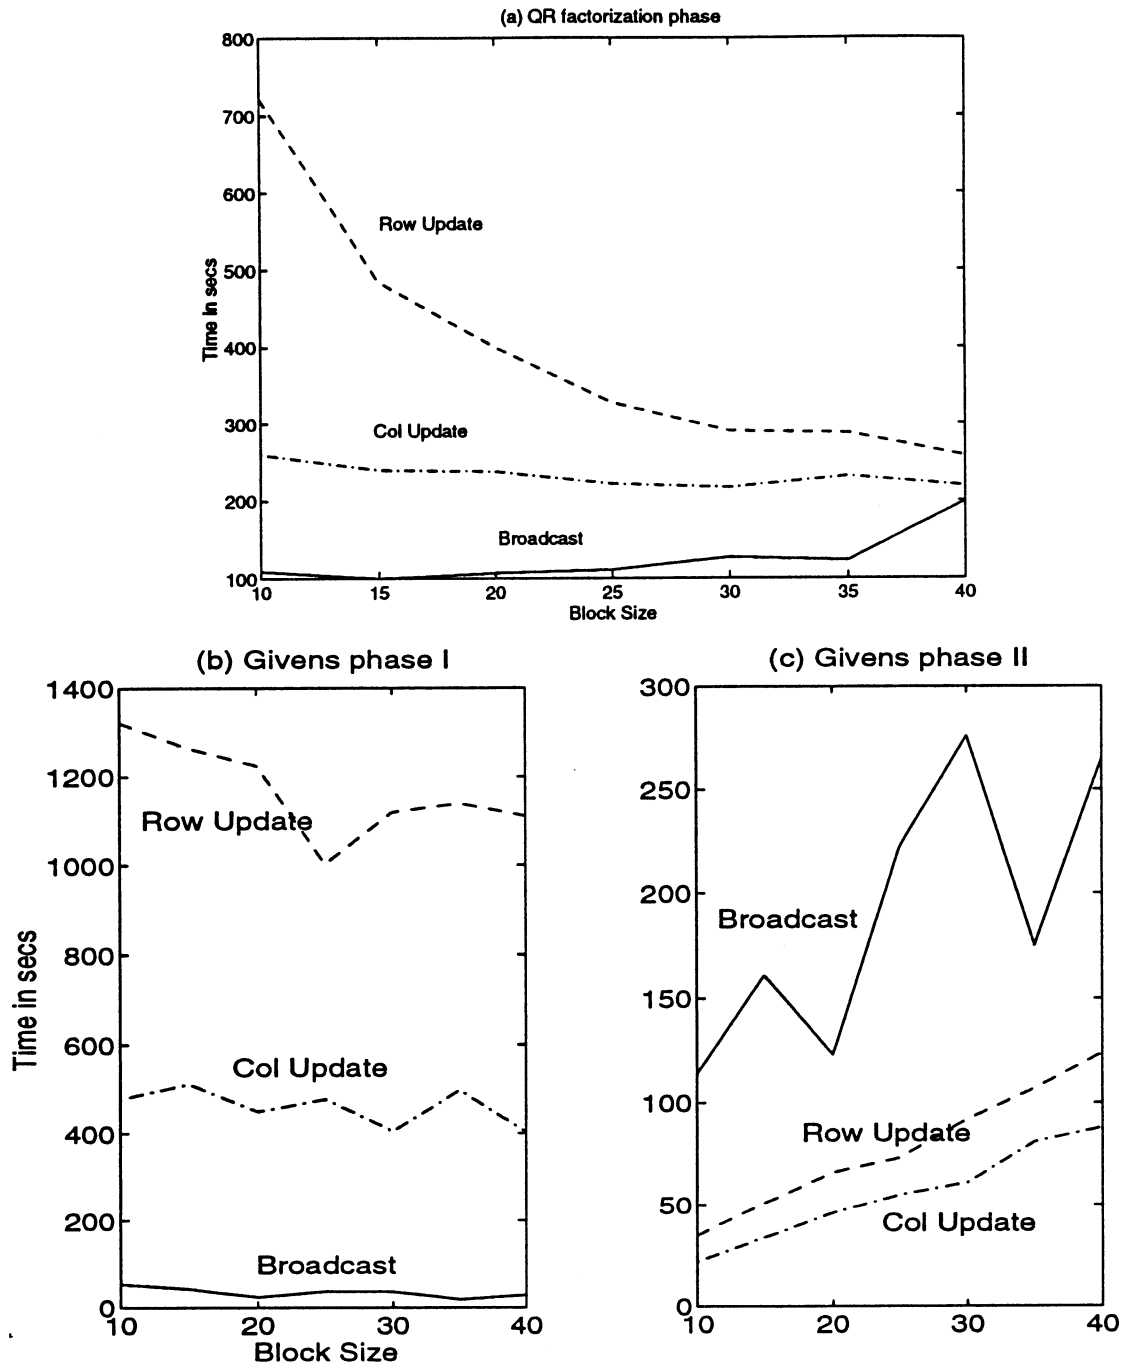 (a) QR factorization phase
800
700
600
500
400
300
200
100
Time in secs
Row Update
Col Update
Broadcast
10 15 20 25 30 35 40
Block Size
(b) Givens phase I
1400
1200
1000
800
600
400
200
0
Time in secs
Row Update
Col Update
Broadcast
10 20 30 40
Block Size
(c) Givens phase II
300
250
200
150
100
50
0
Broadcast
Row Update
Col Update
10 20 30 40